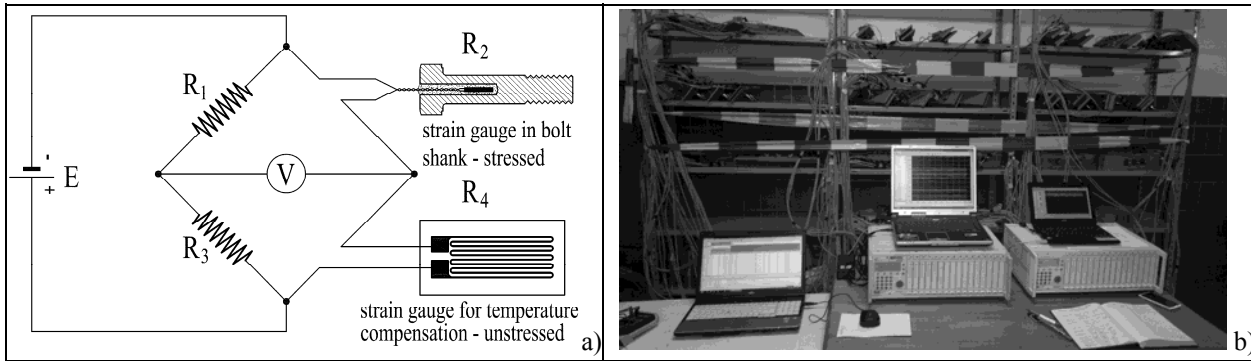 R1
R2
strain gauge in bolt
shank - stressed
-
E
+
V
R3
R4
strain gauge for temperature
compensation - unstressed
a)
b)